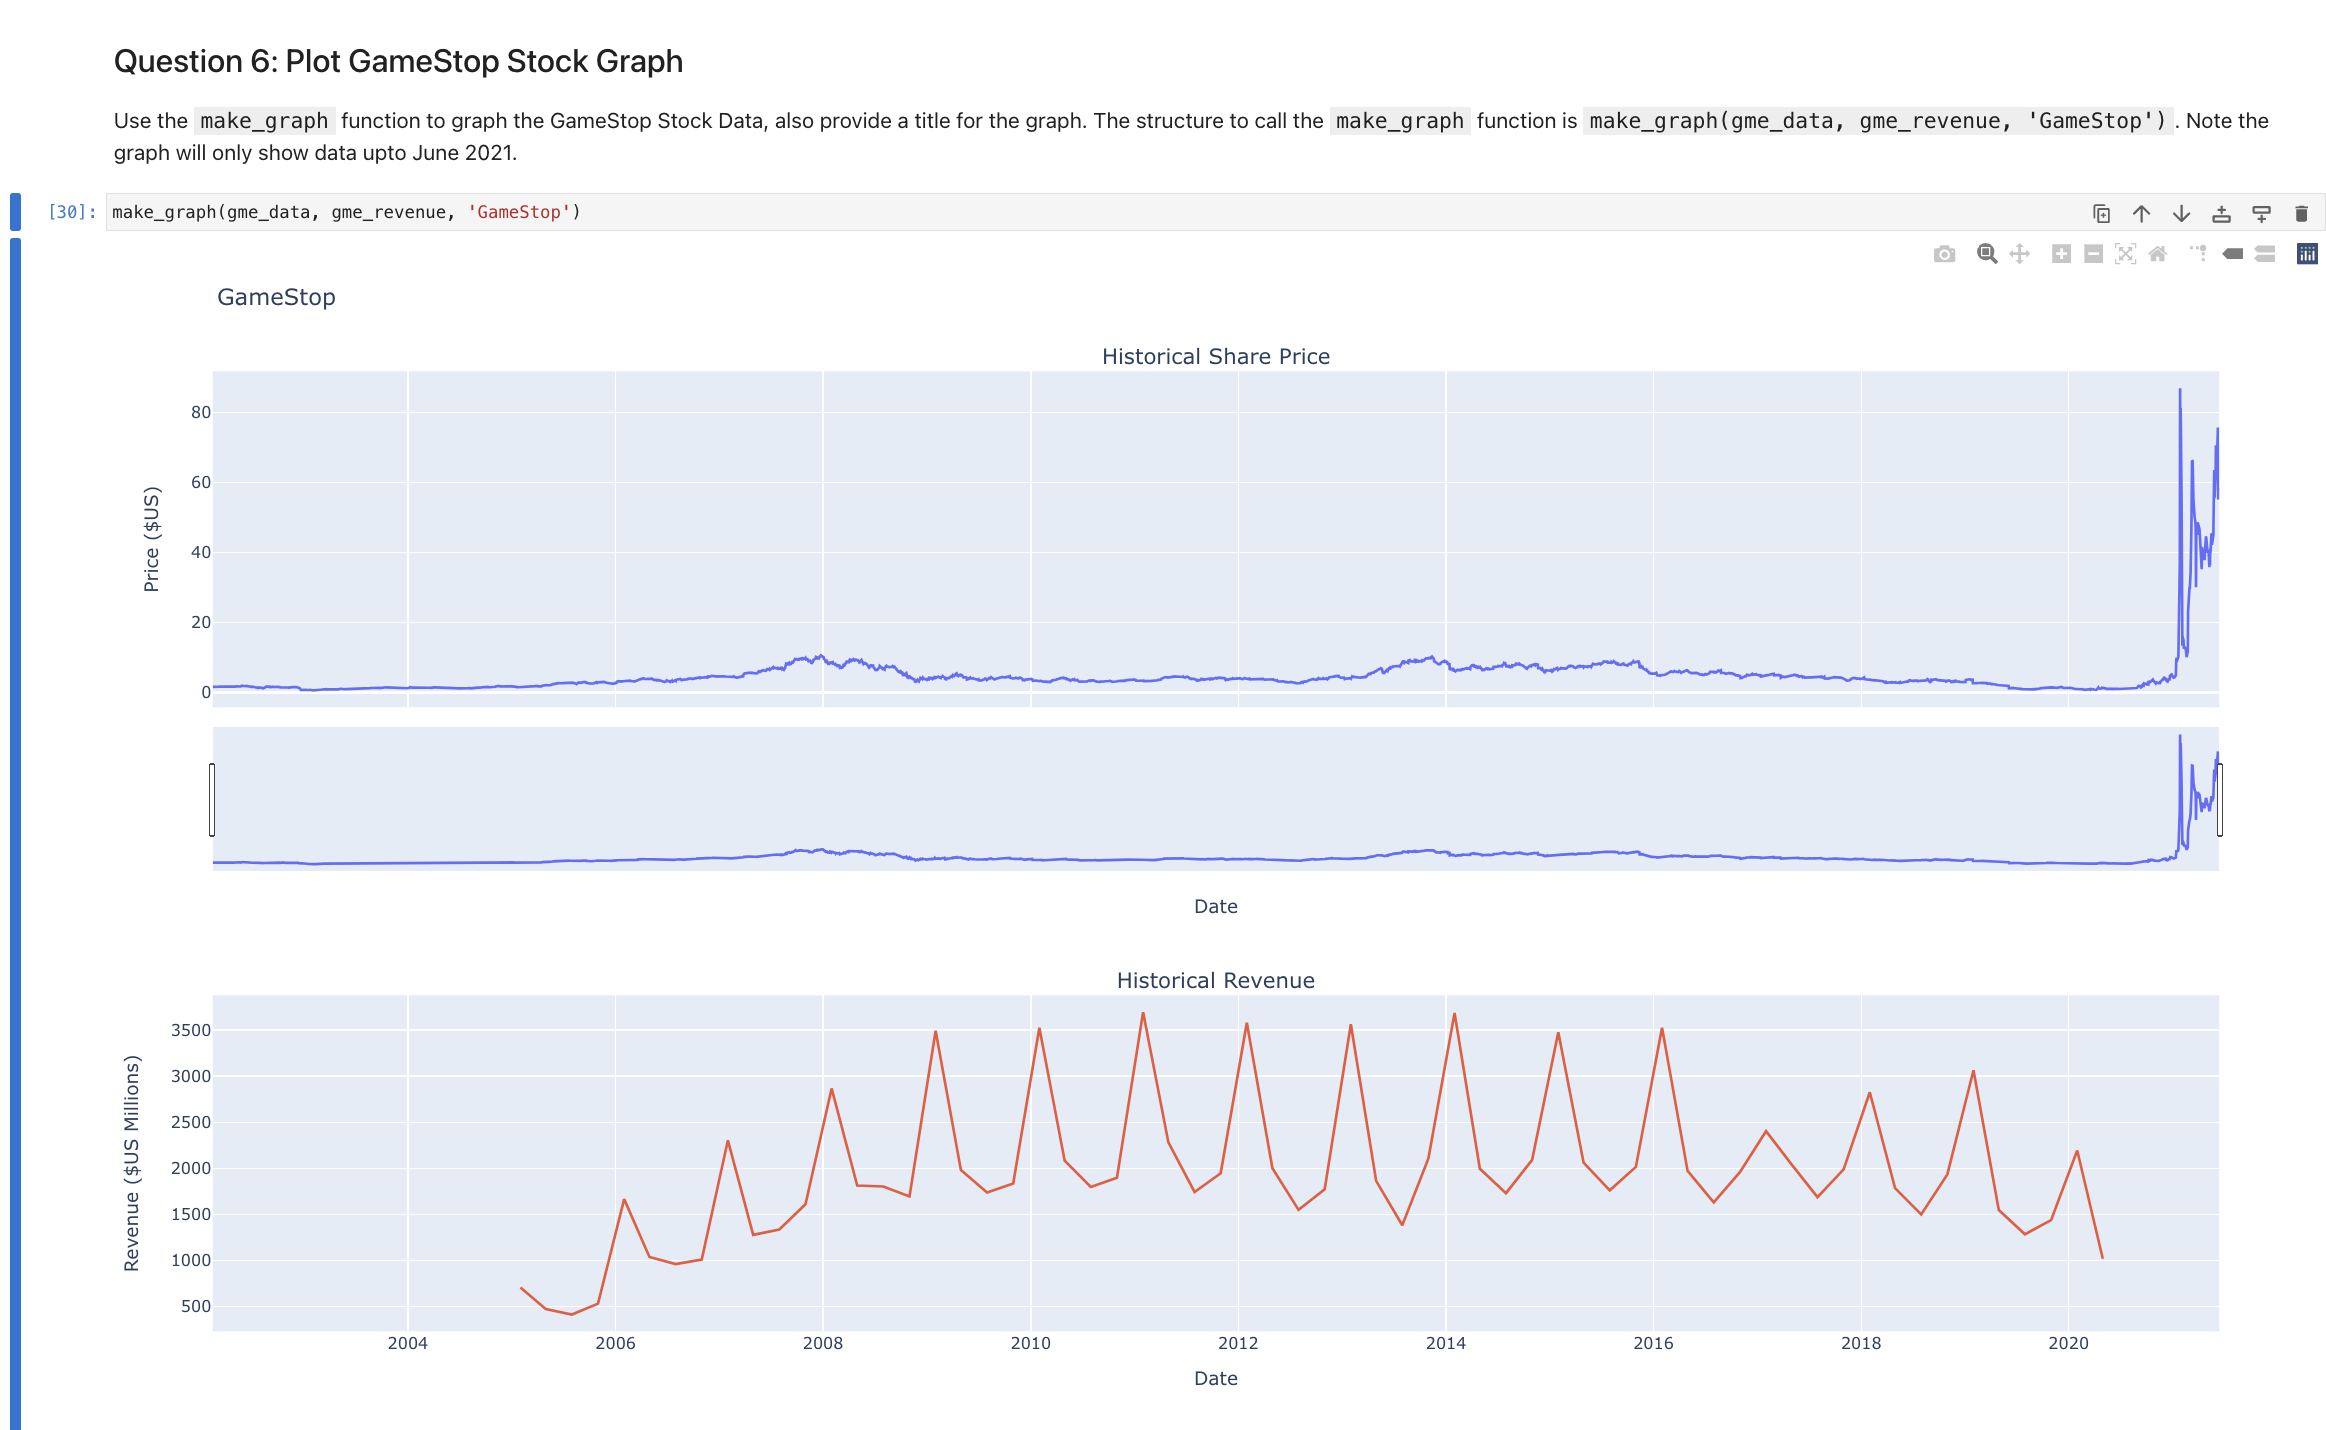 Question 6: Plot GameStop Stock Graph
Use the make_graph function to graph the GameStop Stock Data, also provide a title for the graph. The structure to call the make_graph function is make_graph(gme_data, gme_revenue, 'GameStop'). Note the
graph will only show data upto June 2021.
[30]: make_graph(gme_data, gme_revenue, 'GameStop')
GameStop
Historical Share Price
80
60
40
20
0
Price ($US)
Date
Historical Revenue
3500
3000
2500
2000
1500
1000
500
Revenue ($US Millions)
2004 2006 2008 2010 2012 2014 2016 2018 2020
Date